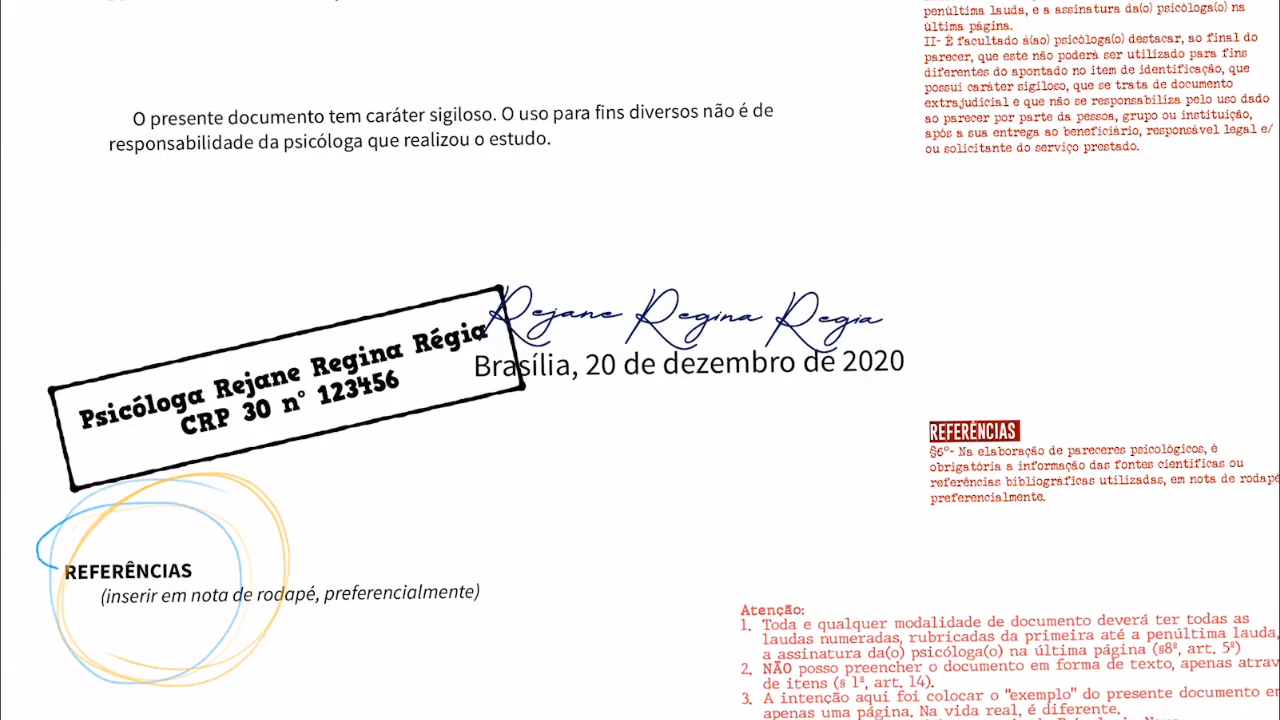 O presente documento tem caráter sigiloso. O uso para fins diversos não é de
responsabilidade da psicóloga que realizou o estudo.
Rejane Regina Regia
Brasília, 20 de dezembro de 2020
Psicóloga Rejane Regina Régia
CRP 30 n° 123456
REFERÊNCIAS
(inserir em nota de rodapé, preferencialmente)
penúltima lauda, e a assinatura da(o) psicóloga(o) na
última página.
II- É facultado à(ao) psicóloga(o) destacar, ao final do
parecer, que este não poderá ser utilizado para fins
diferentes do apontado no item de identificação, que
possui caráter sigiloso, que se trata de documento
extrajudicial e que não se responsabiliza pelo uso dado
ao parecer por parte da pessoa, grupo ou instituição,
após a sua entrega ao beneficiário, responsável legal e/
ou solicitante do serviço prestado.
REFERÊNCIAS
§6º- Na elaboração de pareceres psicológicos, é
obrigatória a informação das fontes científicas ou
referências bibliográficas utilizadas, em nota de rodapé
preferencialmente.
Atenção:
1. Toda e qualquer modalidade de documento deverá ter todas as
laudas numeradas, rubricadas da primeira até a penúltima lauda,
a assinatura da(o) psicóloga(o) na última página (§8º, art. 5º)
2. NÃO posso preencher o documento em forma de texto, apenas atrav
de itens (§ 1º, art. 14).
3. A intenção aqui foi colocar o "exemplo" do presente documento em
apenas uma página. Na vida real, é diferente.